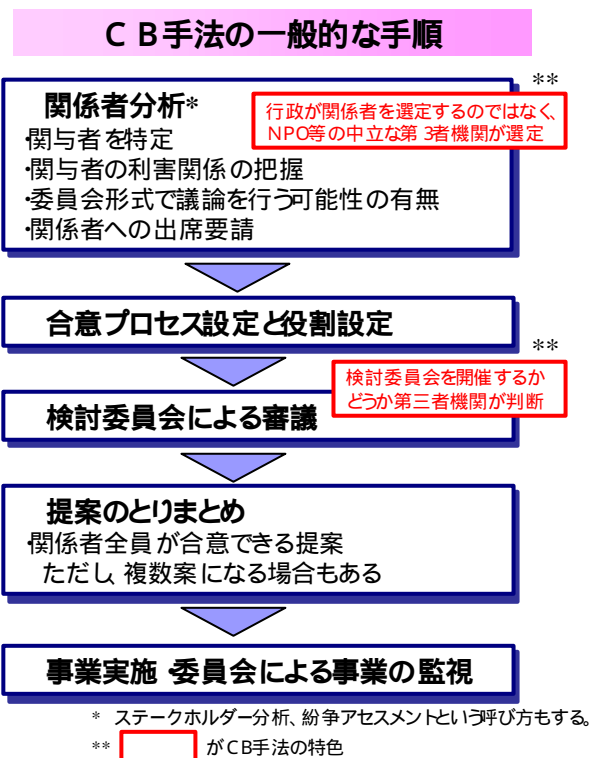 CB手法の一般的な手順
**
関係者分析*
行政が関係者を選定するのではなく、
NPO等の中立な第3者機関が選定
・関与者を特定
・関与者の利害関係の把握
・委員会形式で議論を行う可能性の有無
・関係者への出席要請
合意プロセス設定と役割設定
**
検討委員会を開催するか
どうか第三者機関が判断
検討委員会による審議
提案のとりまとめ
・関係者全員が合意できる提案
ただし、複数案になる場合もある
事業実施・委員会による事業の監視
* ステークホルダー分析、紛争アセスメントという呼び方もする。
** がCB手法の特色